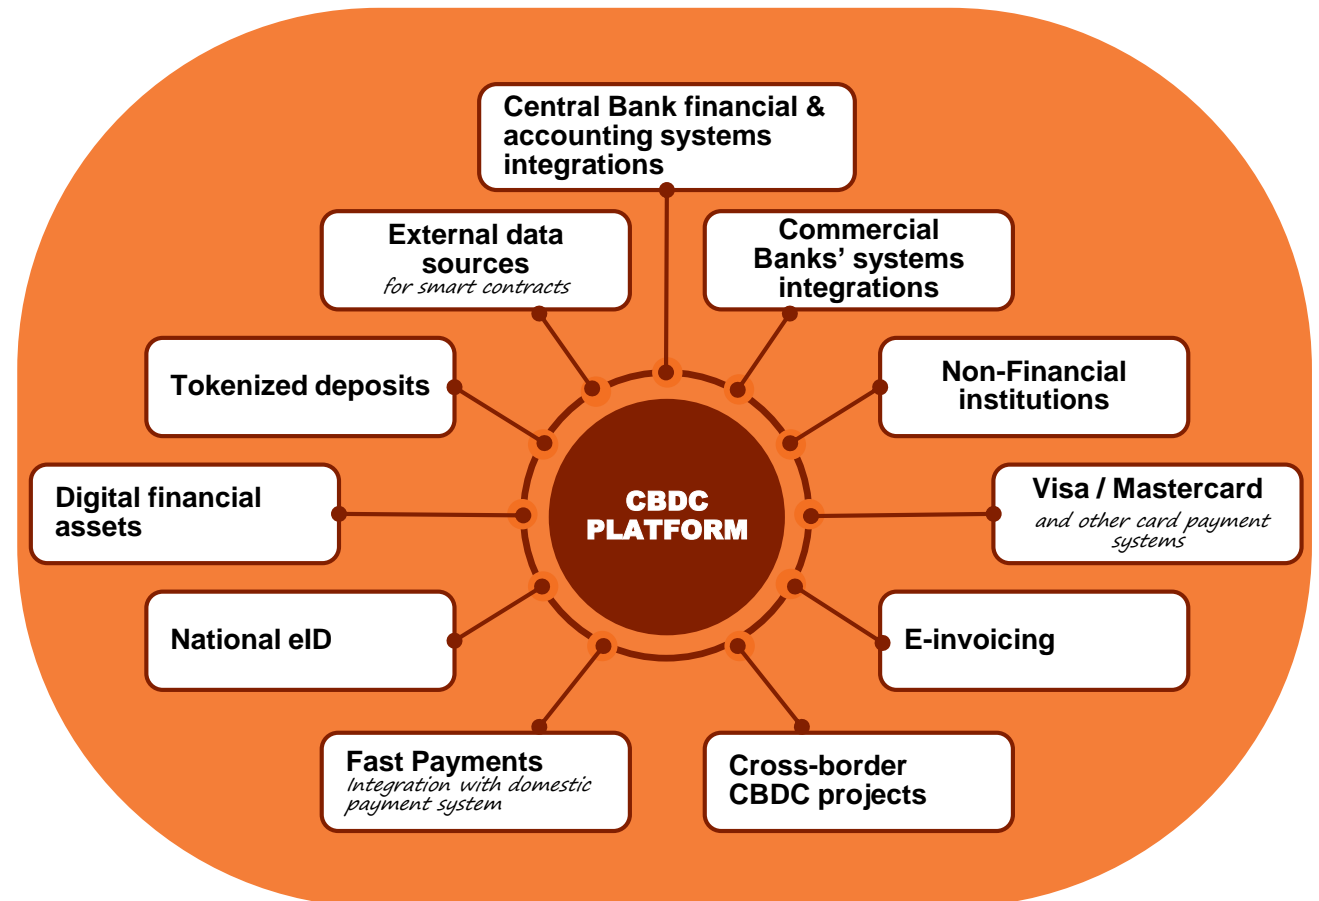 Central Bank financial &
accounting systems
integrations
External data
sources
for smart contracts
Commercial
Banks’ systems
integrations
Tokenized deposits
Non-Financial
institutions
Digital financial
assets
CBDC
PLATFORM
Visa / Mastercard
and other card payment
systems
National eID
E-invoicing
Fast Payments
Integration with domestic
payment system
Cross-border
CBDC projects